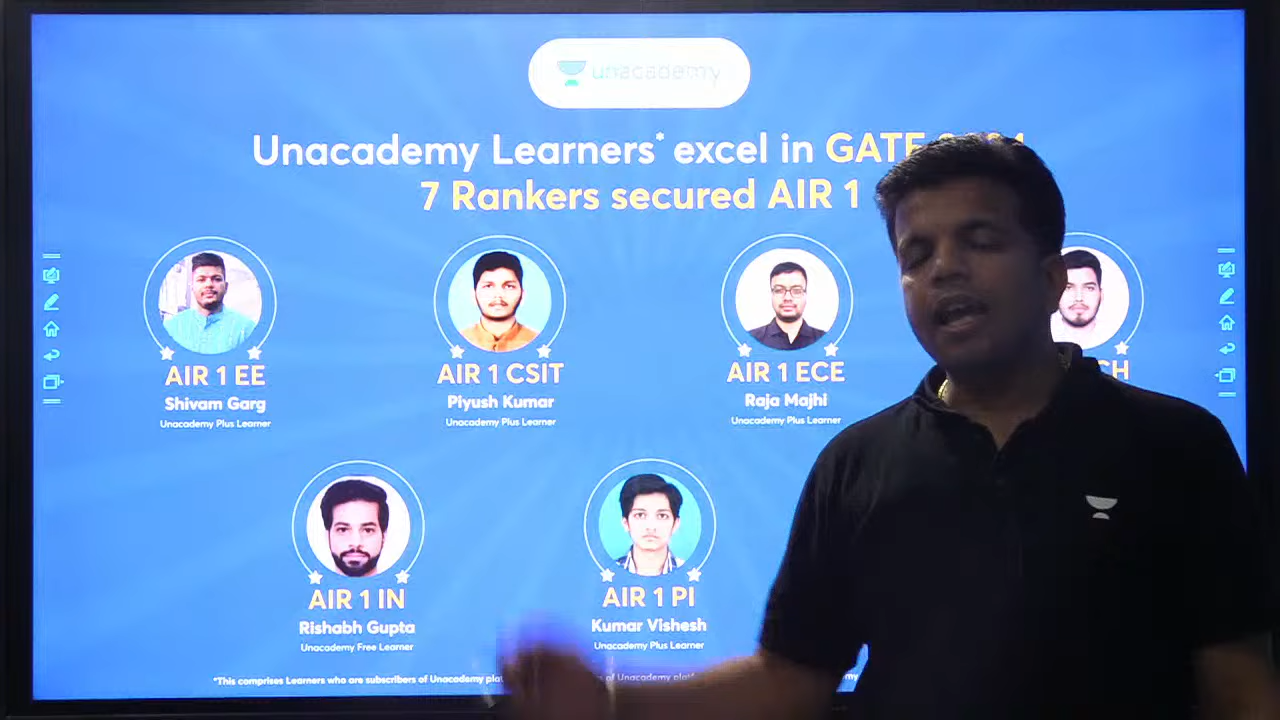 unacademy
Unacademy Learners* excel in GATE
7 Rankers secured AIR 1
AIR 1 EE
Shivam Garg
Unacademy Plus Learner
AIR 1 CSIT
Piyush Kumar
Unacademy Plus Learner
AIR 1 ECE
Raja Majhi
Unacademy Plus Learner
CH
AIR 1 IN
Rishabh Gupta
Unacademy Free Learner
AIR 1 PI
Kumar Vishesh
Unacademy Plus Learner
*This comprises Learners who are subscribers of Unacademy of Unacademy